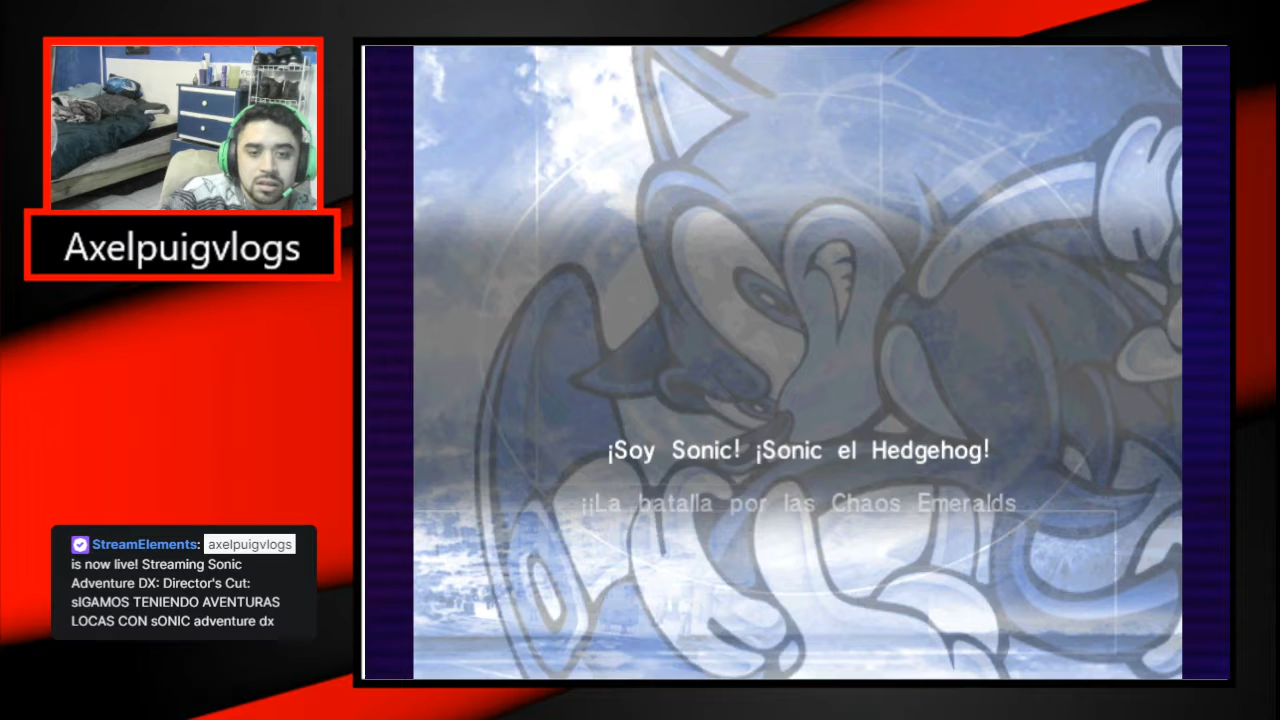 Axelpuigvlogs
¡Soy Sonic! ¡Sonic el Hedgehog!
¡¡La batalla por las Chaos Emeralds
StreamElements: axelpuigvlogs
is now live! Streaming Sonic
Adventure DX: Director's Cut:
sIGAMOS TENIENDO AVENTURAS
LOCAS CON sONIC adventure dx